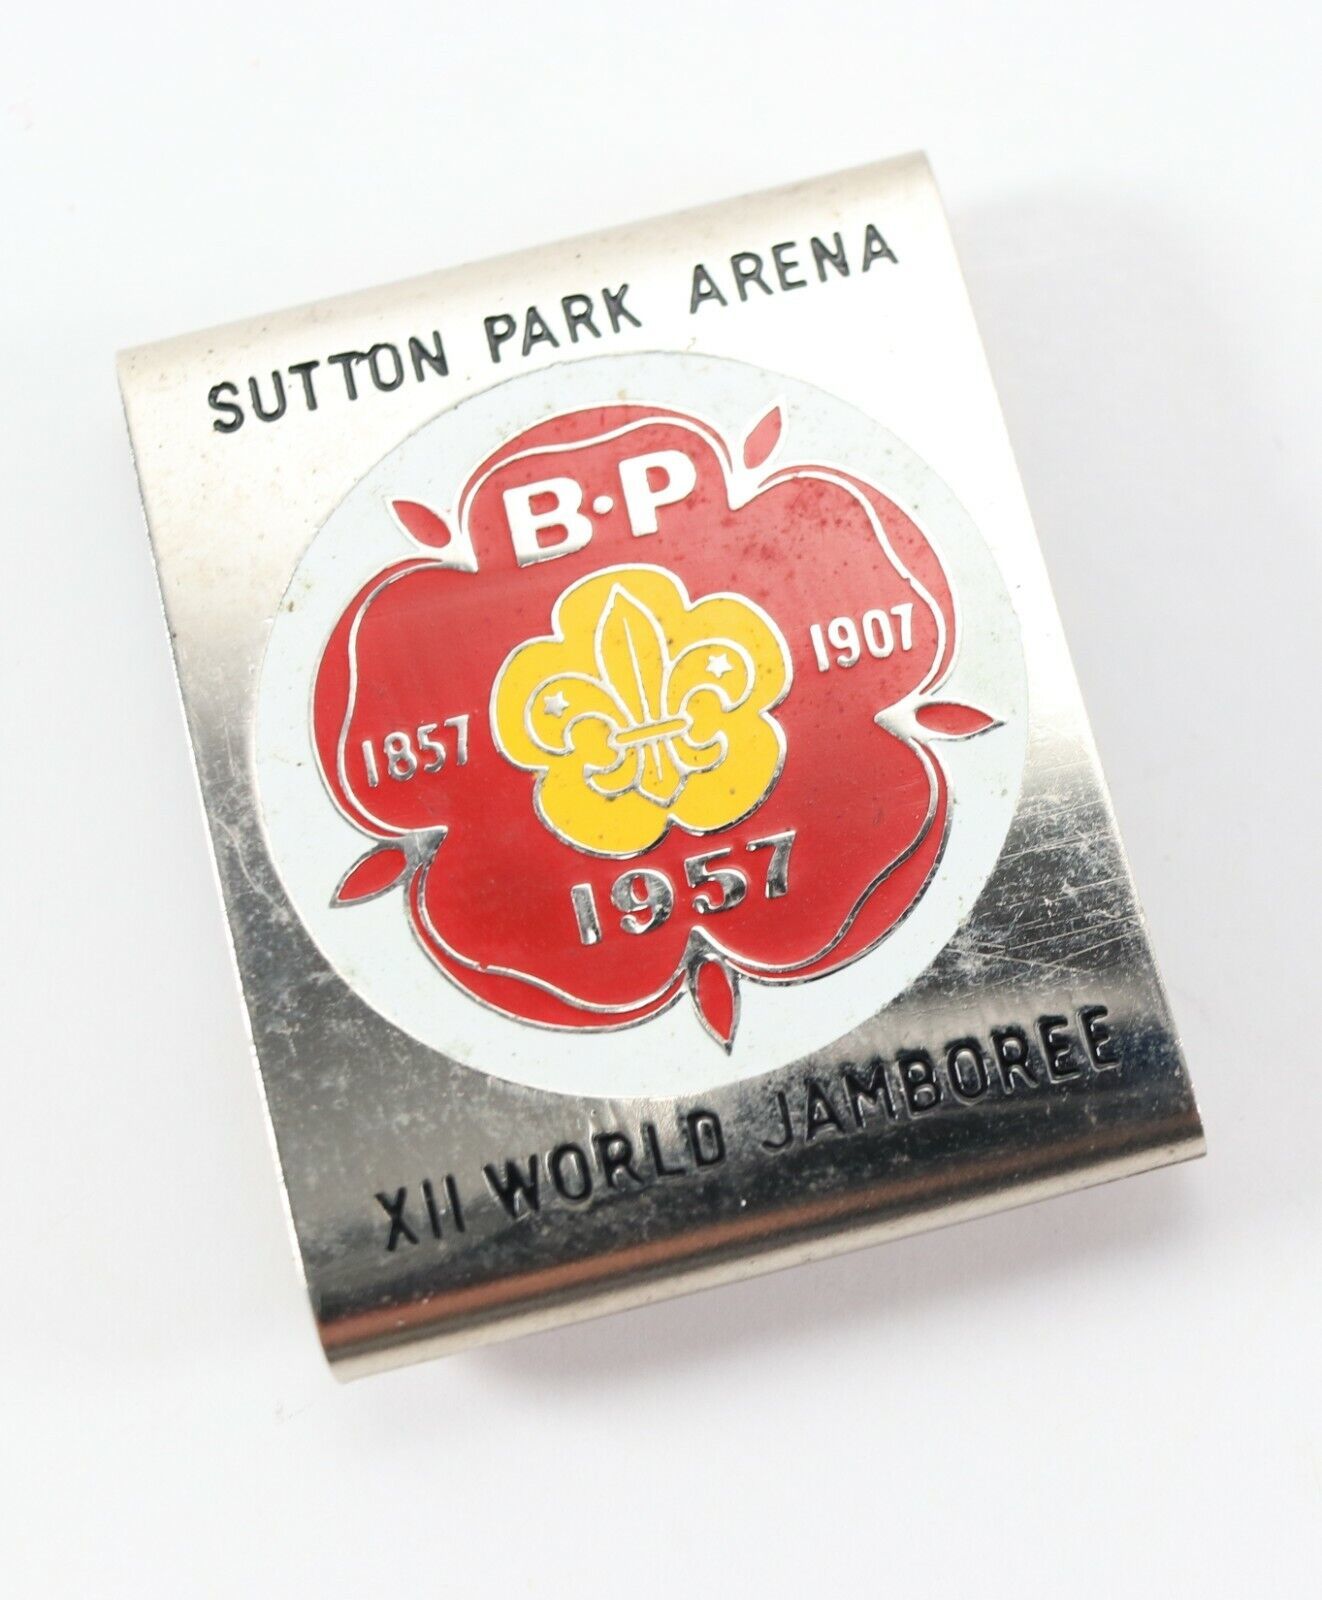 SUTTON PARK ARENA
B·P
1857 1907
1957
XII WORLD JAMBOREE